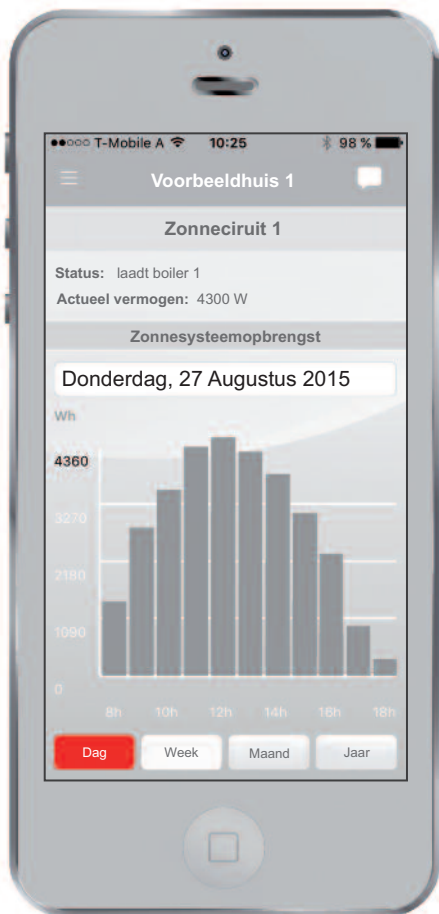 ●●○○○ T-Mobile A 10:25 98 %
Voorbeeldhuis 1
Zonneciruit 1
Status: laadt boiler 1
Actueel vermogen: 4300 W
Zonnesysteemopbrengst
Donderdag, 27 Augustus 2015
Wh
4360
3270
2180
1090
0
8h 10h 12h 14h 16h 18h
Dag Week Maand Jaar